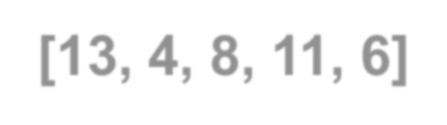 [13, 4, 8, 11, 6]